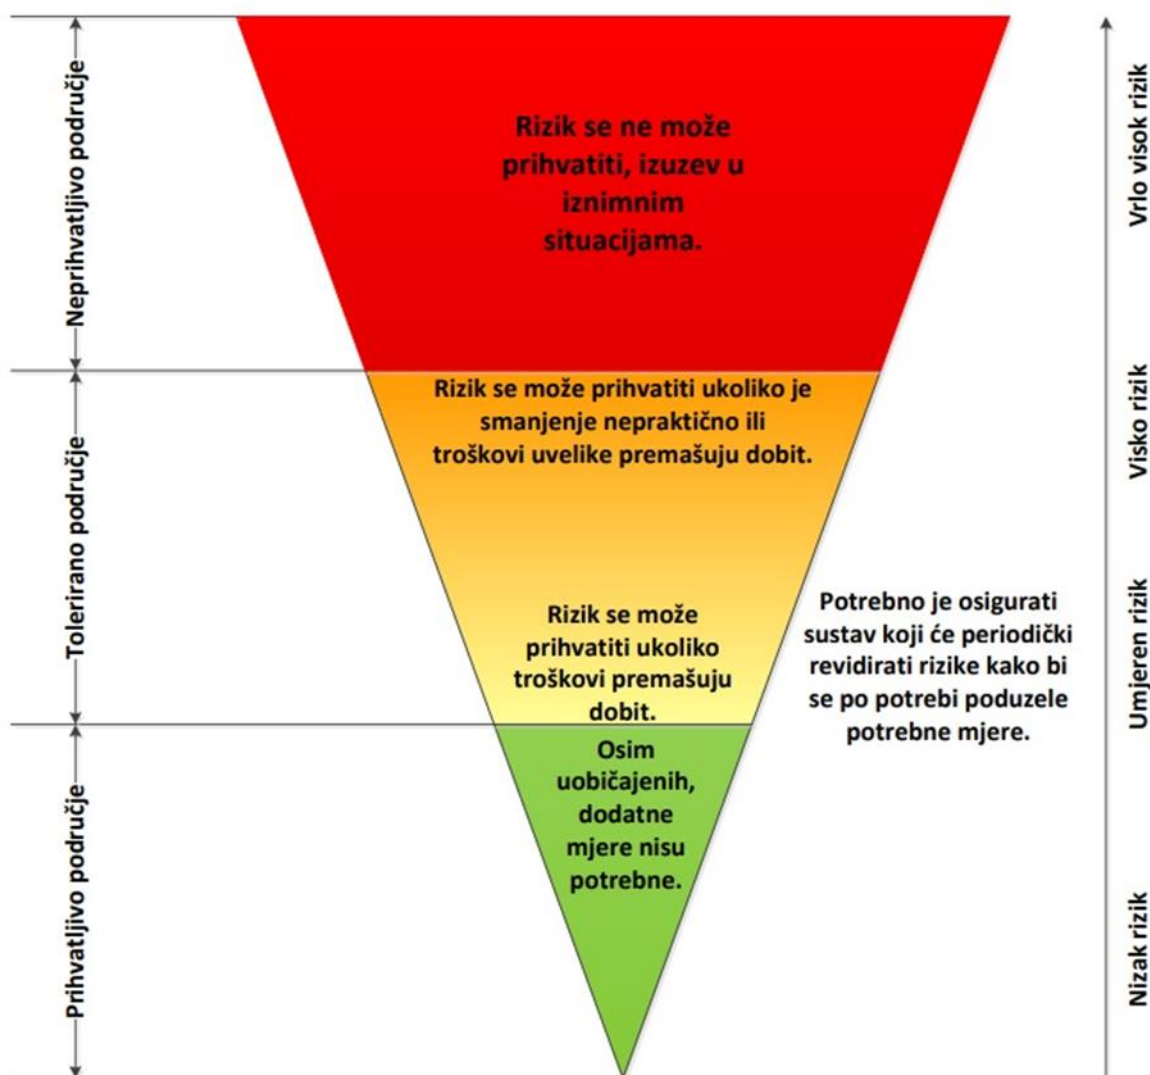 Neprihvatljivo područje
Rizik se ne može
prihvatiti, izuzev u
iznimnim
situacijama.
Vrlo visok rizik
Tolerirano područje
Rizik se može prihvatiti ukoliko je
smanjenje nepraktično ili
troškovi uvelike premašuju dobit.
Visko rizik
Rizik se može
prihvatiti ukoliko
troškovi premašuju
dobit.
Potrebno je osigurati
sustav koji će periodički
revidirati rizike kako bi
se po potrebi poduzele
potrebne mjere.
Umjeren rizik
Prihvatljivo područje
Osim
uobičajenih,
dodatne
mjere nisu
potrebne.
Nizak rizik